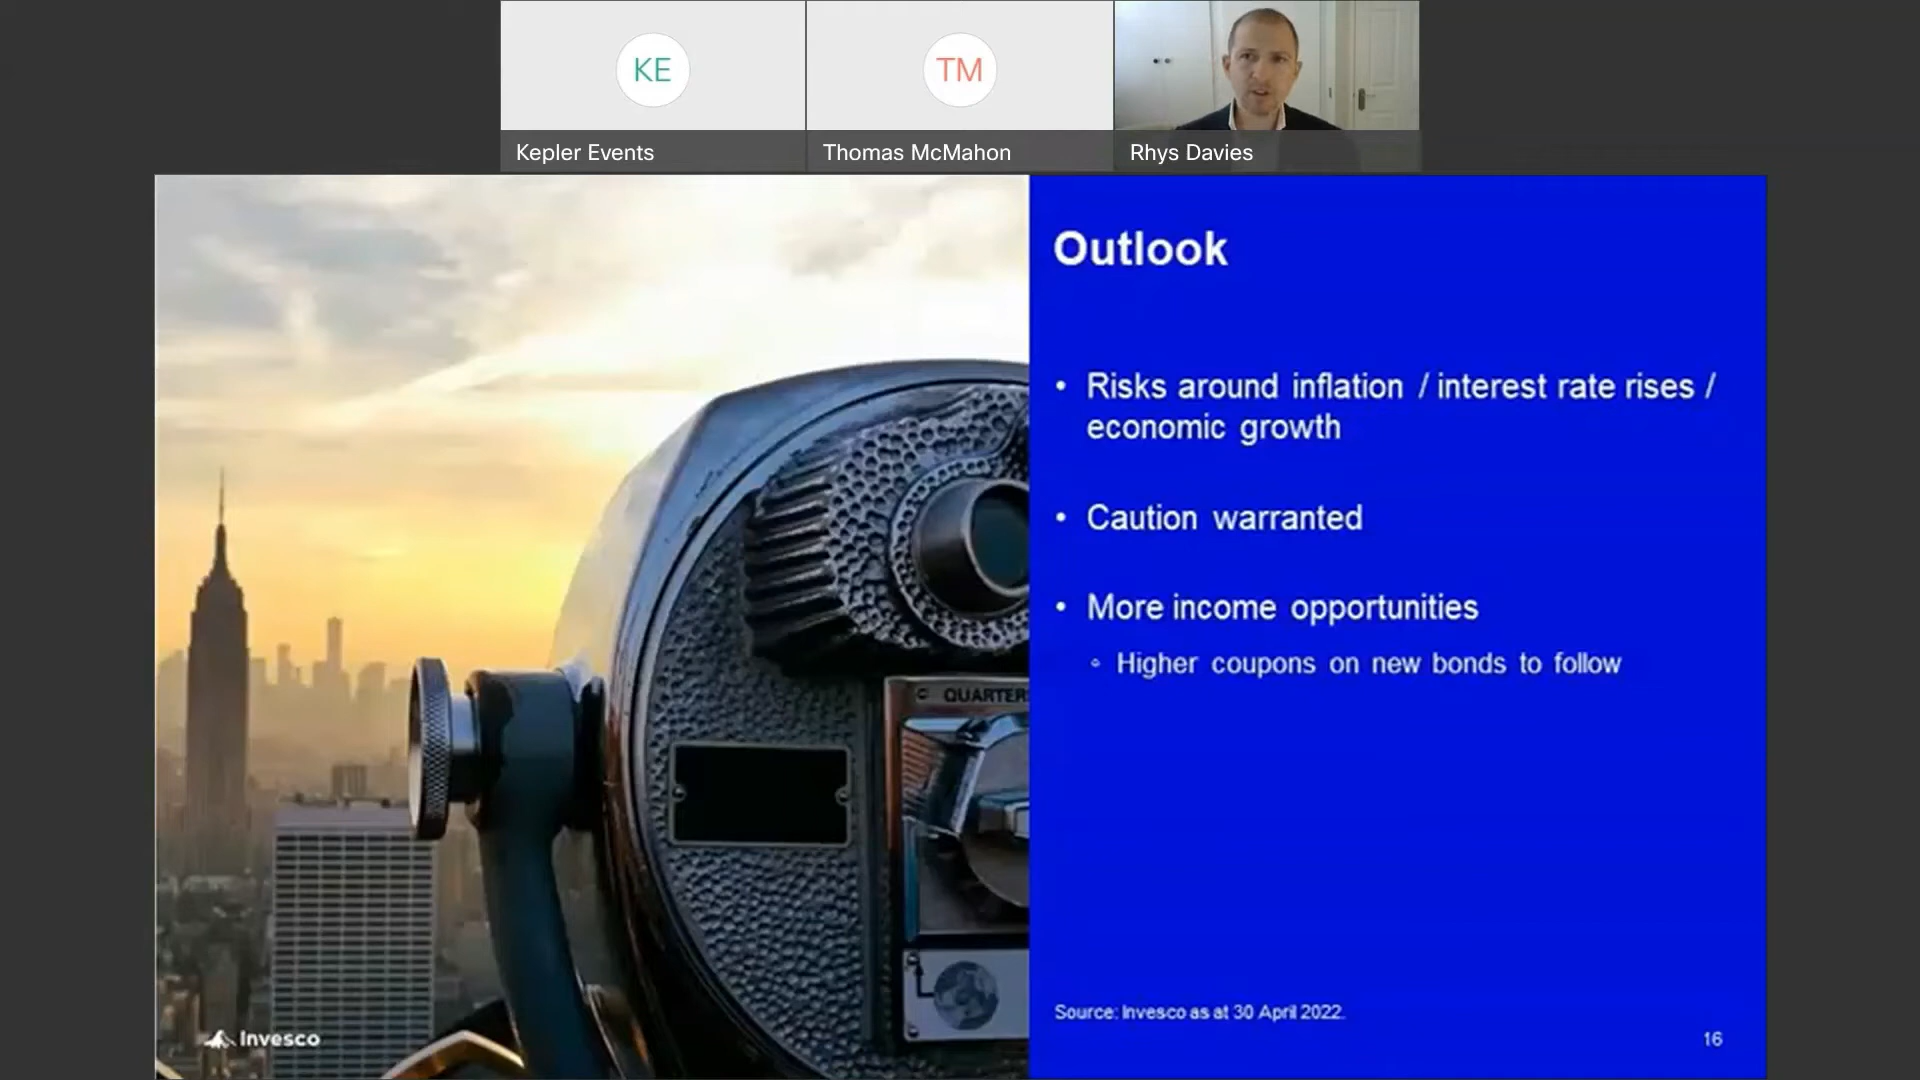 KE
TM
Kepler Events
Thomas McMahon
Rhys Davies
Outlook
• Risks around inflation / interest rate rises /
economic growth
• Caution warranted
• More income opportunities
∘ Higher coupons on new bonds to follow
QUARTERS
Source: Invesco as at 30 April 2022.
Invesco
16